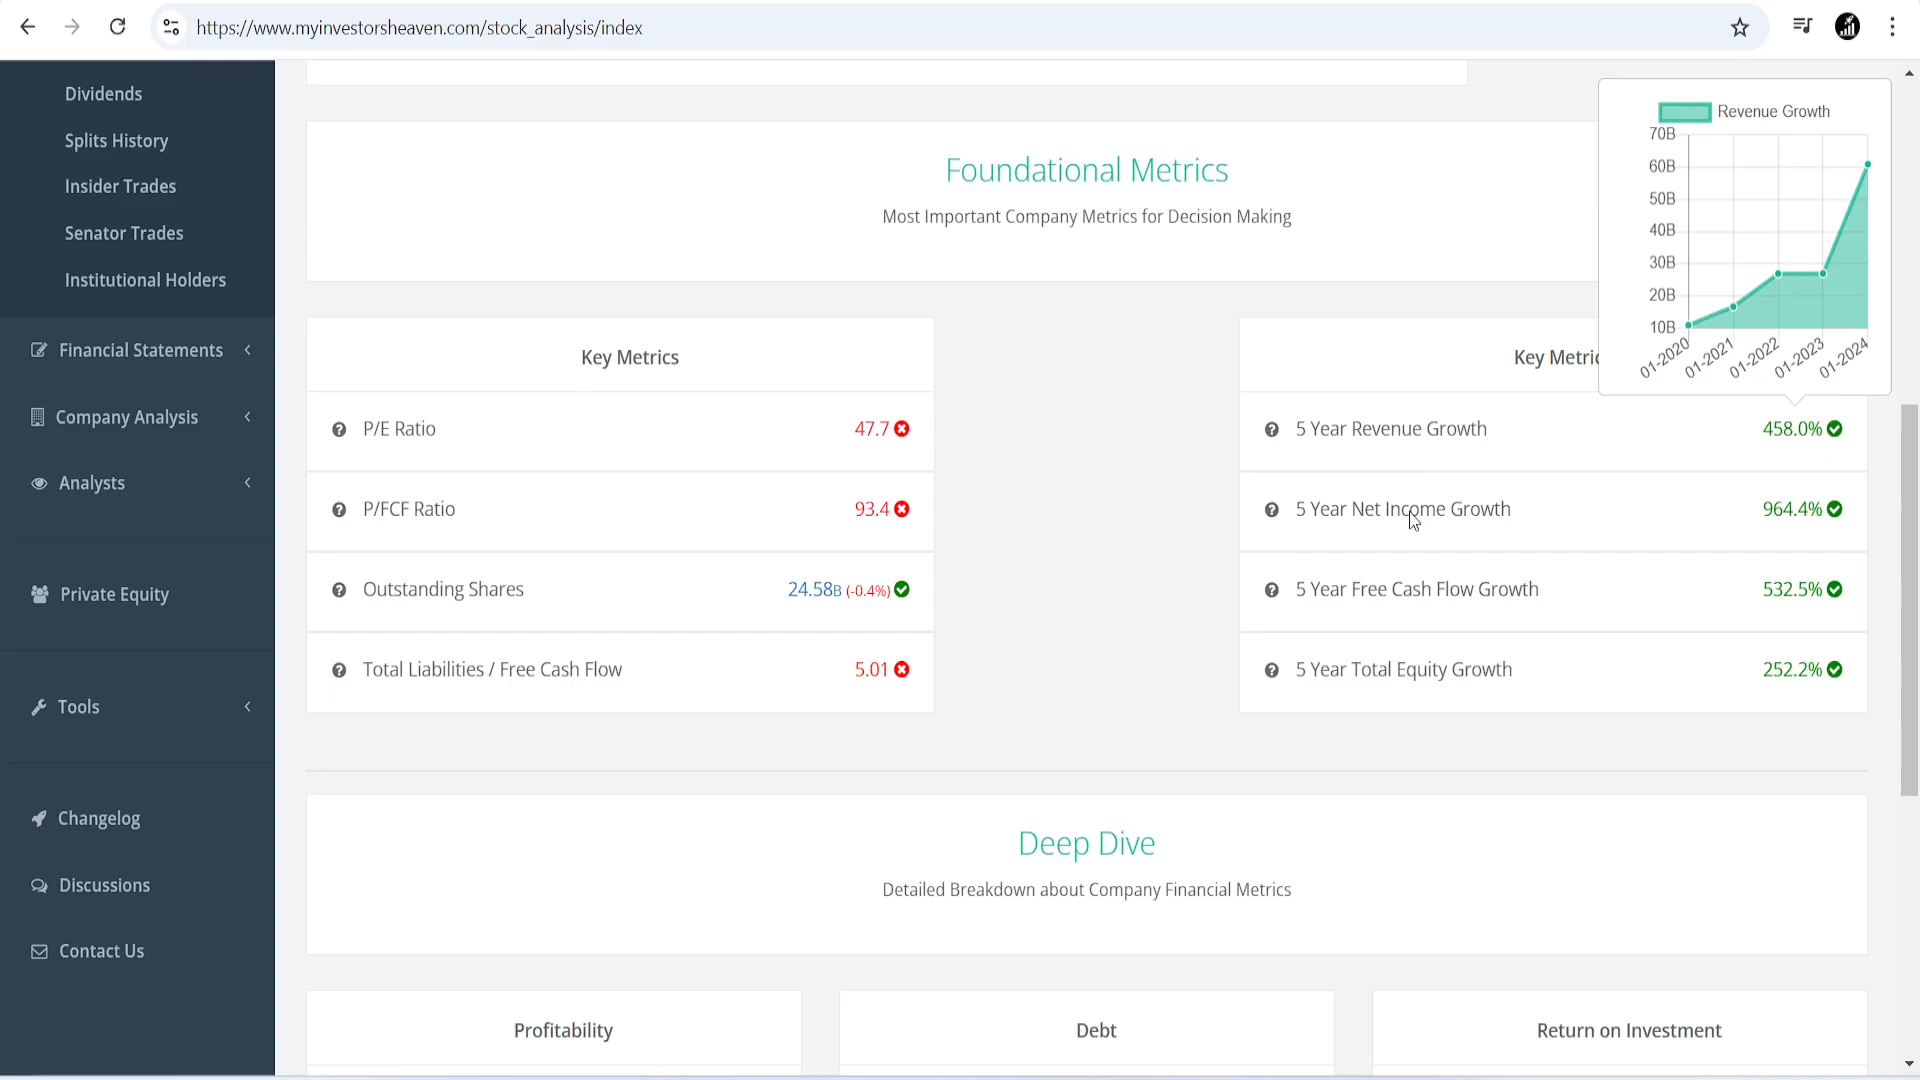 https://www.myinvestorsheaven.com/stock_analysis/index
Dividends
Splits History
Insider Trades
Senator Trades
Institutional Holders
Financial Statements
Company Analysis
Analysts
Private Equity
Tools
Changelog
Discussions
Contact Us
Foundational Metrics
Most Important Company Metrics for Decision Making
Revenue Growth
70B
60B
50B
40B
30B
20B
10B
01-2020
01-2021
01-2022
01-2023
01-2024
Key Metrics
P/E Ratio 47.7
P/FCF Ratio 93.4
Outstanding Shares 24.58B (-0.4%)
Total Liabilities / Free Cash Flow 5.01
Key Metric
5 Year Revenue Growth 458.0%
5 Year Net Income Growth 964.4%
5 Year Free Cash Flow Growth 532.5%
5 Year Total Equity Growth 252.2%
Deep Dive
Detailed Breakdown about Company Financial Metrics
Profitability
Debt
Return on Investment